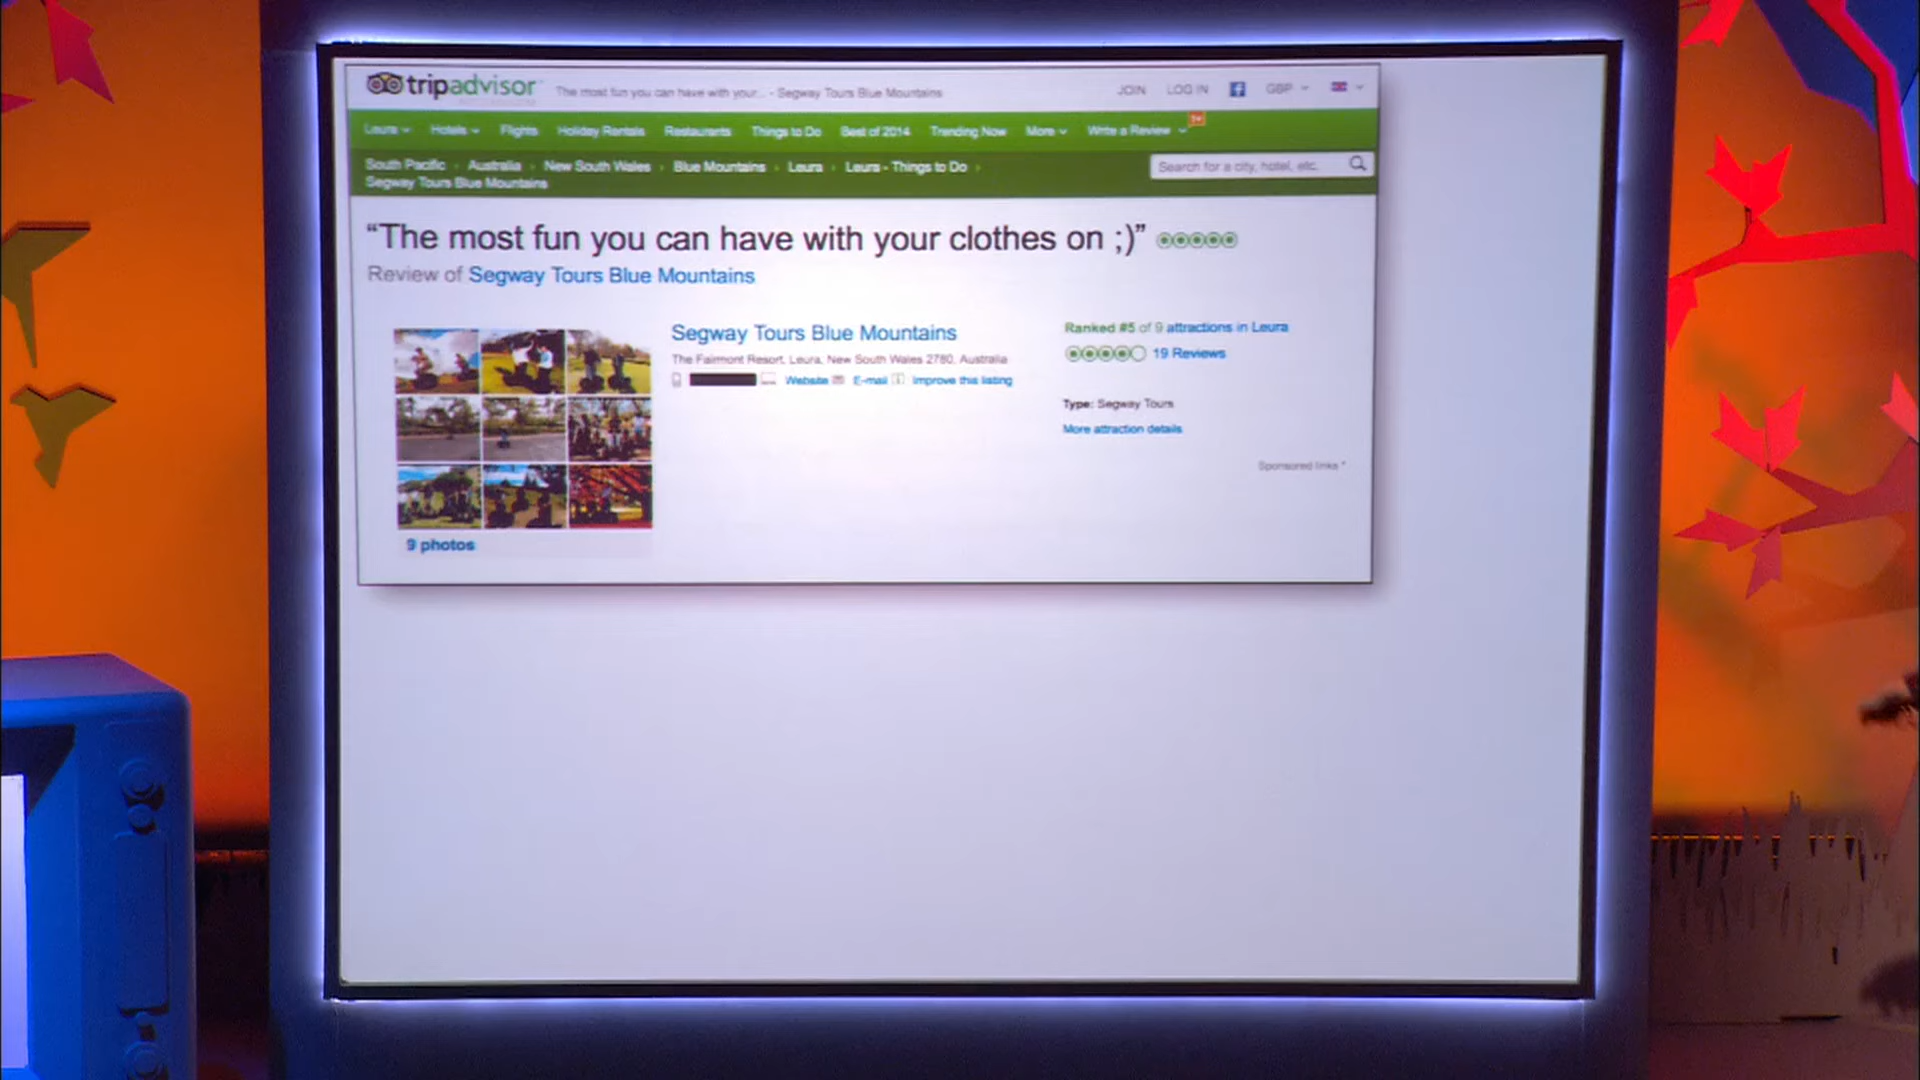 tripadvisor The most fun you can have with your... - Segway Tours Blue Mountains JOIN LOG IN GBP
Leura Hotels Flights Holiday Rentals Restaurants Things to Do Best of 2014 Trending Now More Write a Review
South Pacific Australia New South Wales Blue Mountains Leura Leura - Things to Do Search for a city, hotel, etc.
Segway Tours Blue Mountains
“The most fun you can have with your clothes on ;)”
Review of Segway Tours Blue Mountains
Segway Tours Blue Mountains
The Fairmont Resort, Leura, New South Wales 2780, Australia
Website E-mail Improve this listing
Ranked #5 of 9 attractions in Leura
19 Reviews
Type: Segway Tours
More attraction details
Sponsored links *
9 photos